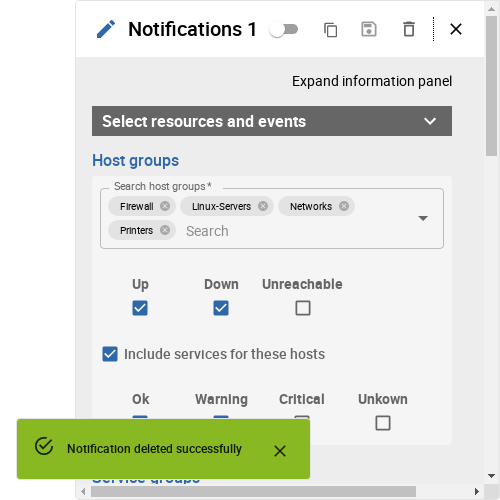 Notifications 1
Expand information panel
Select resources and events
Host groups
Search host groups *
Firewall Linux-Servers Networks
Printers Search
Up Down Unreachable
Include services for these hosts
Ok Warning Critical Unkown
Notification deleted successfully
Service groups